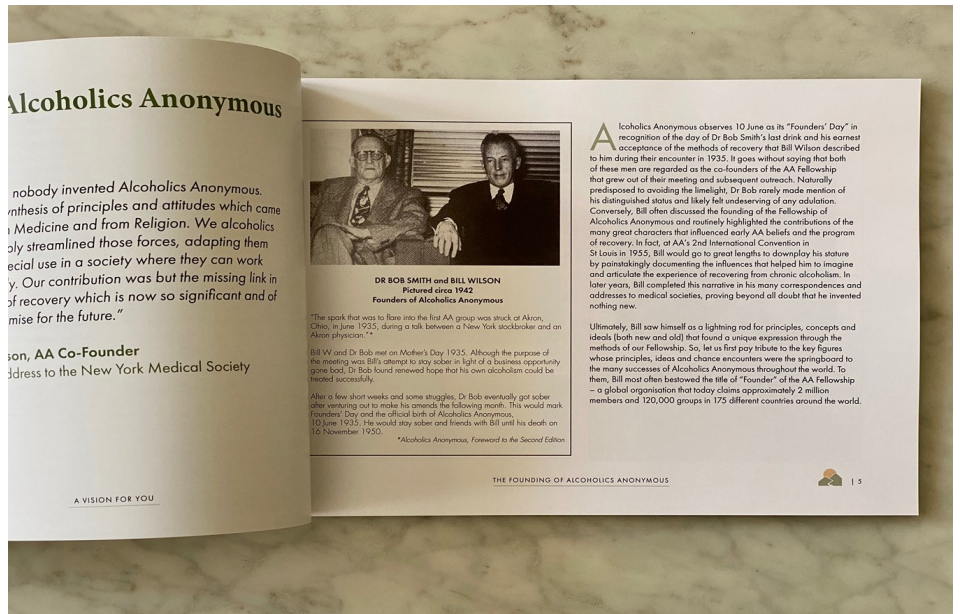 Alcoholics Anonymous
nobody invented Alcoholics Anonymous.
synthesis of principles and attitudes which came
Medicine and from Religion. We alcoholics
streamlined those forces, adapting them
use in a society where they can work
Our contribution was but the missing link in
of recovery which is now so significant and of
for the future.”
AA Co-Founder
address to the New York Medical Society
A VISION FOR YOU
DR BOB SMITH and BILL WILSON
Pictured circa 1942
Founders of Alcoholics Anonymous
“The spark that was to flare into the first AA group was struck at Akron,
Ohio, in June 1935, during a talk between a New York stockbroker and an
Akron physician.”*
Bill W and Dr Bob met on Mother’s Day 1935. Although the purpose of
the meeting was Bill’s attempt to stay sober in light of a business opportunity
gone bad, Dr Bob found renewed hope that his own alcoholism could be
treated successfully.
After a few short weeks and some struggles, Dr Bob eventually got sober
after venturing out to make his amends the following month. This would mark
Founders’ Day and the official birth of Alcoholics Anonymous,
10 June 1935. He would stay sober and friends with Bill until his death on
16 November 1950.
*Alcoholics Anonymous, Foreword to the Second Edition
Alcoholics Anonymous observes 10 June as its “Founders’ Day” in
recognition of the day of Dr Bob Smith’s last drink and his earnest
acceptance of the methods of recovery that Bill Wilson described
to him during their encounter in 1935. It goes without saying that both
of these men are regarded as the co-founders of the AA Fellowship
that grew out of their meeting and subsequent outreach. Naturally
predisposed to avoiding the limelight, Dr Bob rarely made mention of
his distinguished status and likely felt undeserving of any adulation.
Conversely, Bill often discussed the founding of the Fellowship of
Alcoholics Anonymous and routinely highlighted the contributions of the
many great characters that influenced early AA beliefs and the program
of recovery. In fact, at AA’s 2nd International Convention in
St Louis in 1955, Bill would go to great lengths to downplay his stature
by painstakingly documenting the influences that helped him to imagine
and articulate the experience of recovering from chronic alcoholism. In
later years, Bill completed this narrative in his many correspondences and
addresses to medical societies, proving beyond all doubt that he invented
nothing new.
Ultimately, Bill saw himself as a lightning rod for principles, concepts and
ideals (both new and old) that found a unique expression through the
methods of our Fellowship. So, let us first pay tribute to the key figures
whose principles, ideas and chance encounters were the springboard to
the many successes of Alcoholics Anonymous throughout the world. To
them, Bill most often bestowed the title of “Founder” of the AA Fellowship
– a global organisation that today claims approximately 2 million
members and 120,000 groups in 175 different countries around the world.
THE FOUNDING OF ALCOHOLICS ANONYMOUS
| 5